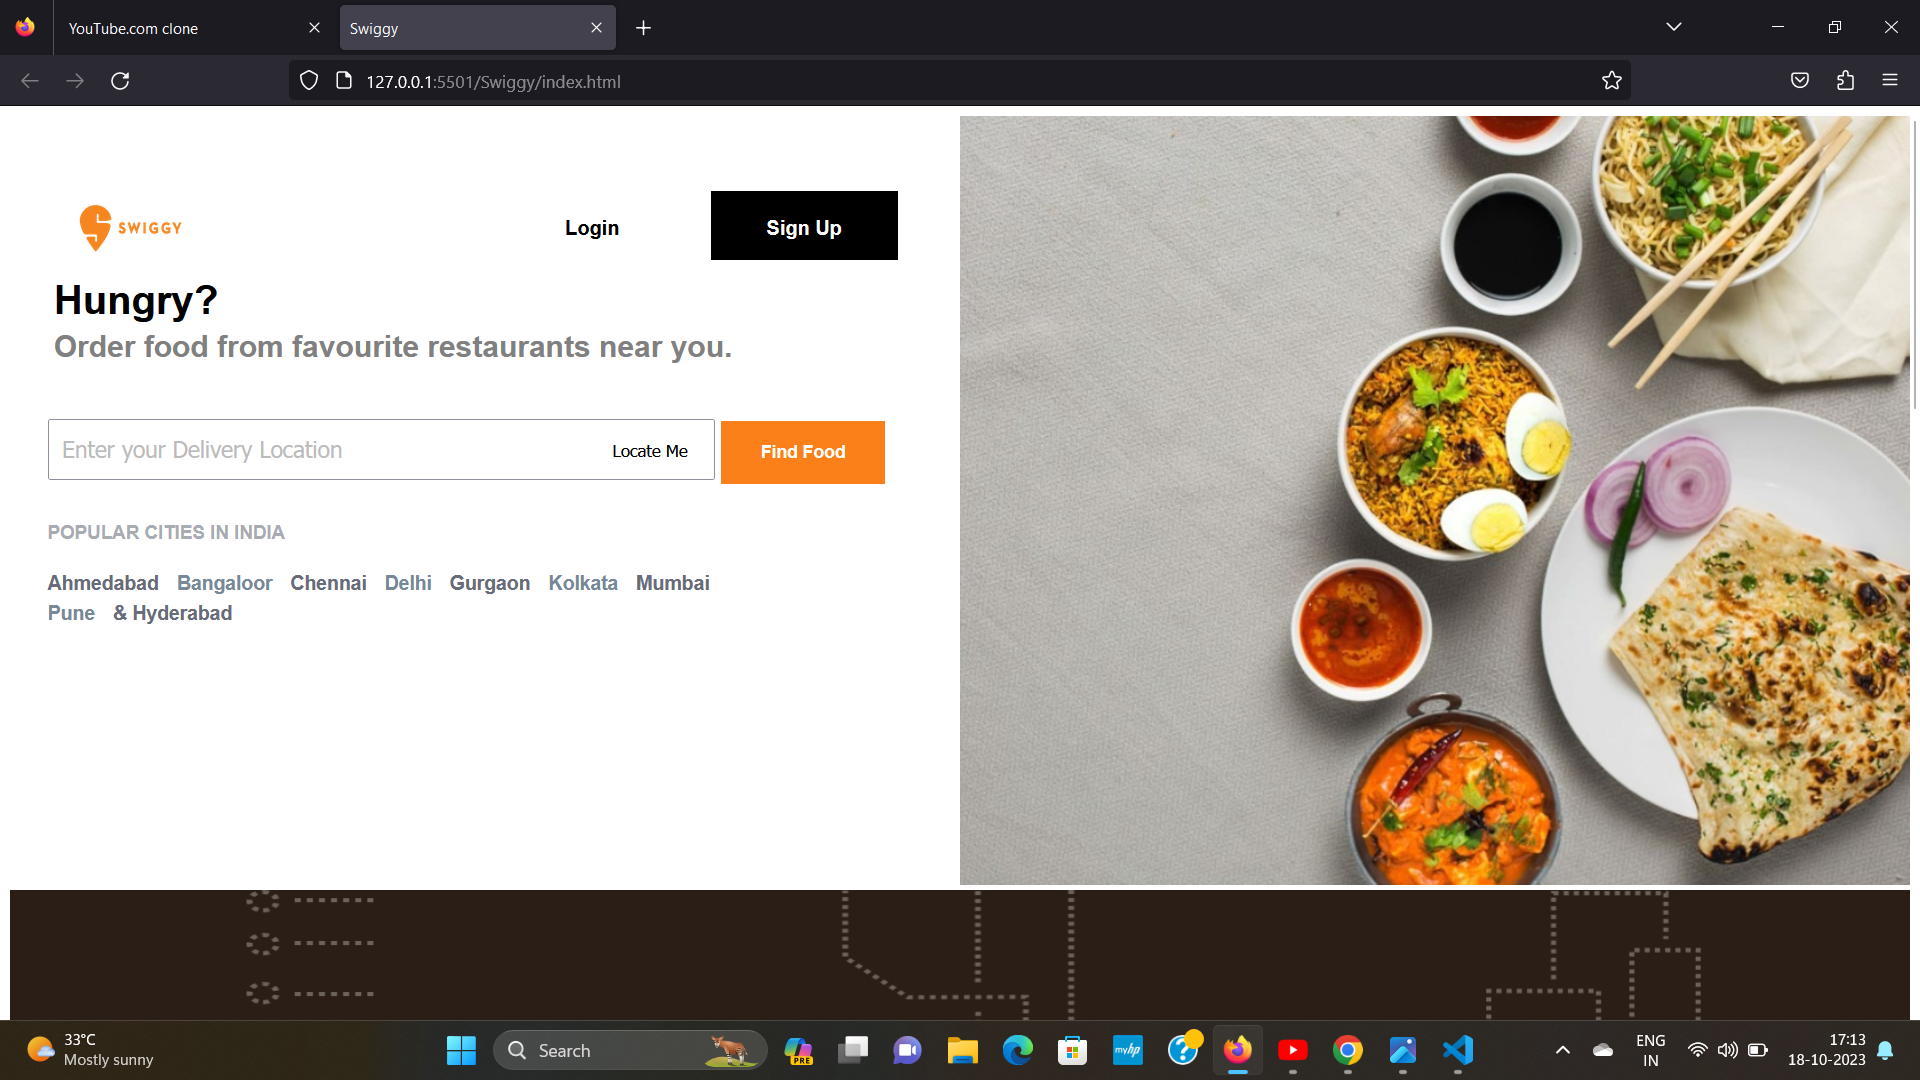 YouTube.com clone
Swiggy
127.0.0.1:5501/Swiggy/index.html
SWIGGY
Login
Sign Up
Hungry?
Order food from favourite restaurants near you.
Enter your Delivery Location
Locate Me
Find Food
POPULAR CITIES IN INDIA
Ahmedabad Bangaloor Chennai Delhi Gurgaon Kolkata Mumbai
Pune & Hyderabad
33°C
Mostly sunny
Search
PRE
myhp
ENG
IN
17:13
18-10-2023